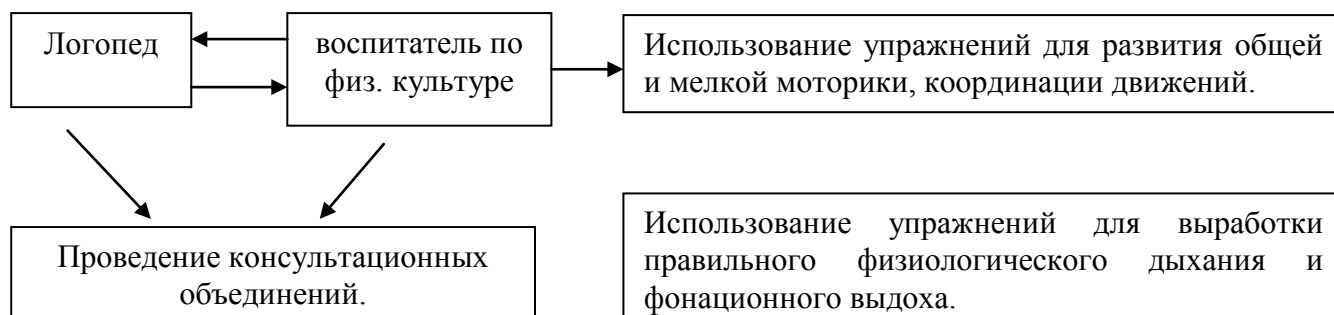 Логопед
воспитатель по
физ. культуре
Использование упражнений для развития общей
и мелкой моторики, координации движений.
Проведение консультационных
объединений.
Использование упражнений для выработки
правильного физиологического дыхания и
фонационного выдоха.